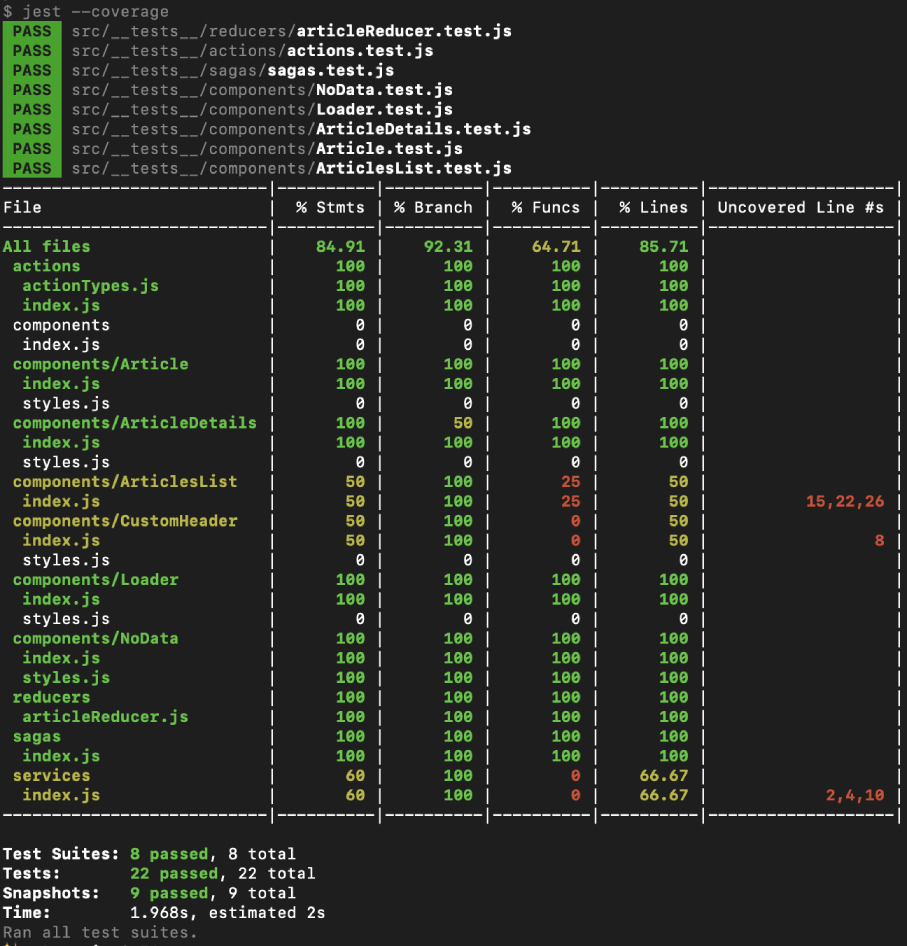 $ jest --coverage
PASS src/__tests__/reducers/articleReducer.test.js
PASS src/__tests__/actions/actions.test.js
PASS src/__tests__/sagas/sagas.test.js
PASS src/__tests__/components/NoData.test.js
PASS src/__tests__/components/Loader.test.js
PASS src/__tests__/components/ArticleDetails.test.js
PASS src/__tests__/components/Article.test.js
PASS src/__tests__/components/ArticlesList.test.js
---------------------------|----------|----------|----------|----------|-------------------|
File | % Stmts | % Branch | % Funcs | % Lines | Uncovered Line #s |
---------------------------|----------|----------|----------|----------|-------------------|
All files | 84.91 | 92.31 | 64.71 | 85.71 | |
actions | 100 | 100 | 100 | 100 | |
actionTypes.js | 100 | 100 | 100 | 100 | |
index.js | 100 | 100 | 100 | 100 | |
components | 0 | 0 | 0 | 0 | |
index.js | 0 | 0 | 0 | 0 | |
components/Article | 100 | 100 | 100 | 100 | |
index.js | 100 | 100 | 100 | 100 | |
styles.js | 0 | 0 | 0 | 0 | |
components/ArticleDetails | 100 | 50 | 100 | 100 | |
index.js | 100 | 100 | 100 | 100 | |
styles.js | 0 | 0 | 0 | 0 | |
components/ArticlesList | 50 | 100 | 25 | 50 | |
index.js | 50 | 100 | 25 | 50 | 15,22,26 |
components/CustomHeader | 50 | 100 | 0 | 50 | |
index.js | 50 | 100 | 0 | 50 | 8 |
styles.js | 0 | 0 | 0 | 0 | |
components/Loader | 100 | 100 | 100 | 100 | |
index.js | 100 | 100 | 100 | 100 | |
styles.js | 0 | 0 | 0 | 0 | |
components/NoData | 100 | 100 | 100 | 100 | |
index.js | 100 | 100 | 100 | 100 | |
styles.js | 100 | 100 | 100 | 100 | |
reducers | 100 | 100 | 100 | 100 | |
articleReducer.js | 100 | 100 | 100 | 100 | |
sagas | 100 | 100 | 100 | 100 | |
index.js | 100 | 100 | 100 | 100 | |
services | 60 | 100 | 0 | 66.67 | |
index.js | 60 | 100 | 0 | 66.67 | 2,4,10 |
---------------------------|----------|----------|----------|----------|-------------------|
Test Suites: 8 passed, 8 total
Tests: 22 passed, 22 total
Snapshots: 9 passed, 9 total
Time: 1.968s, estimated 2s
Ran all test suites.